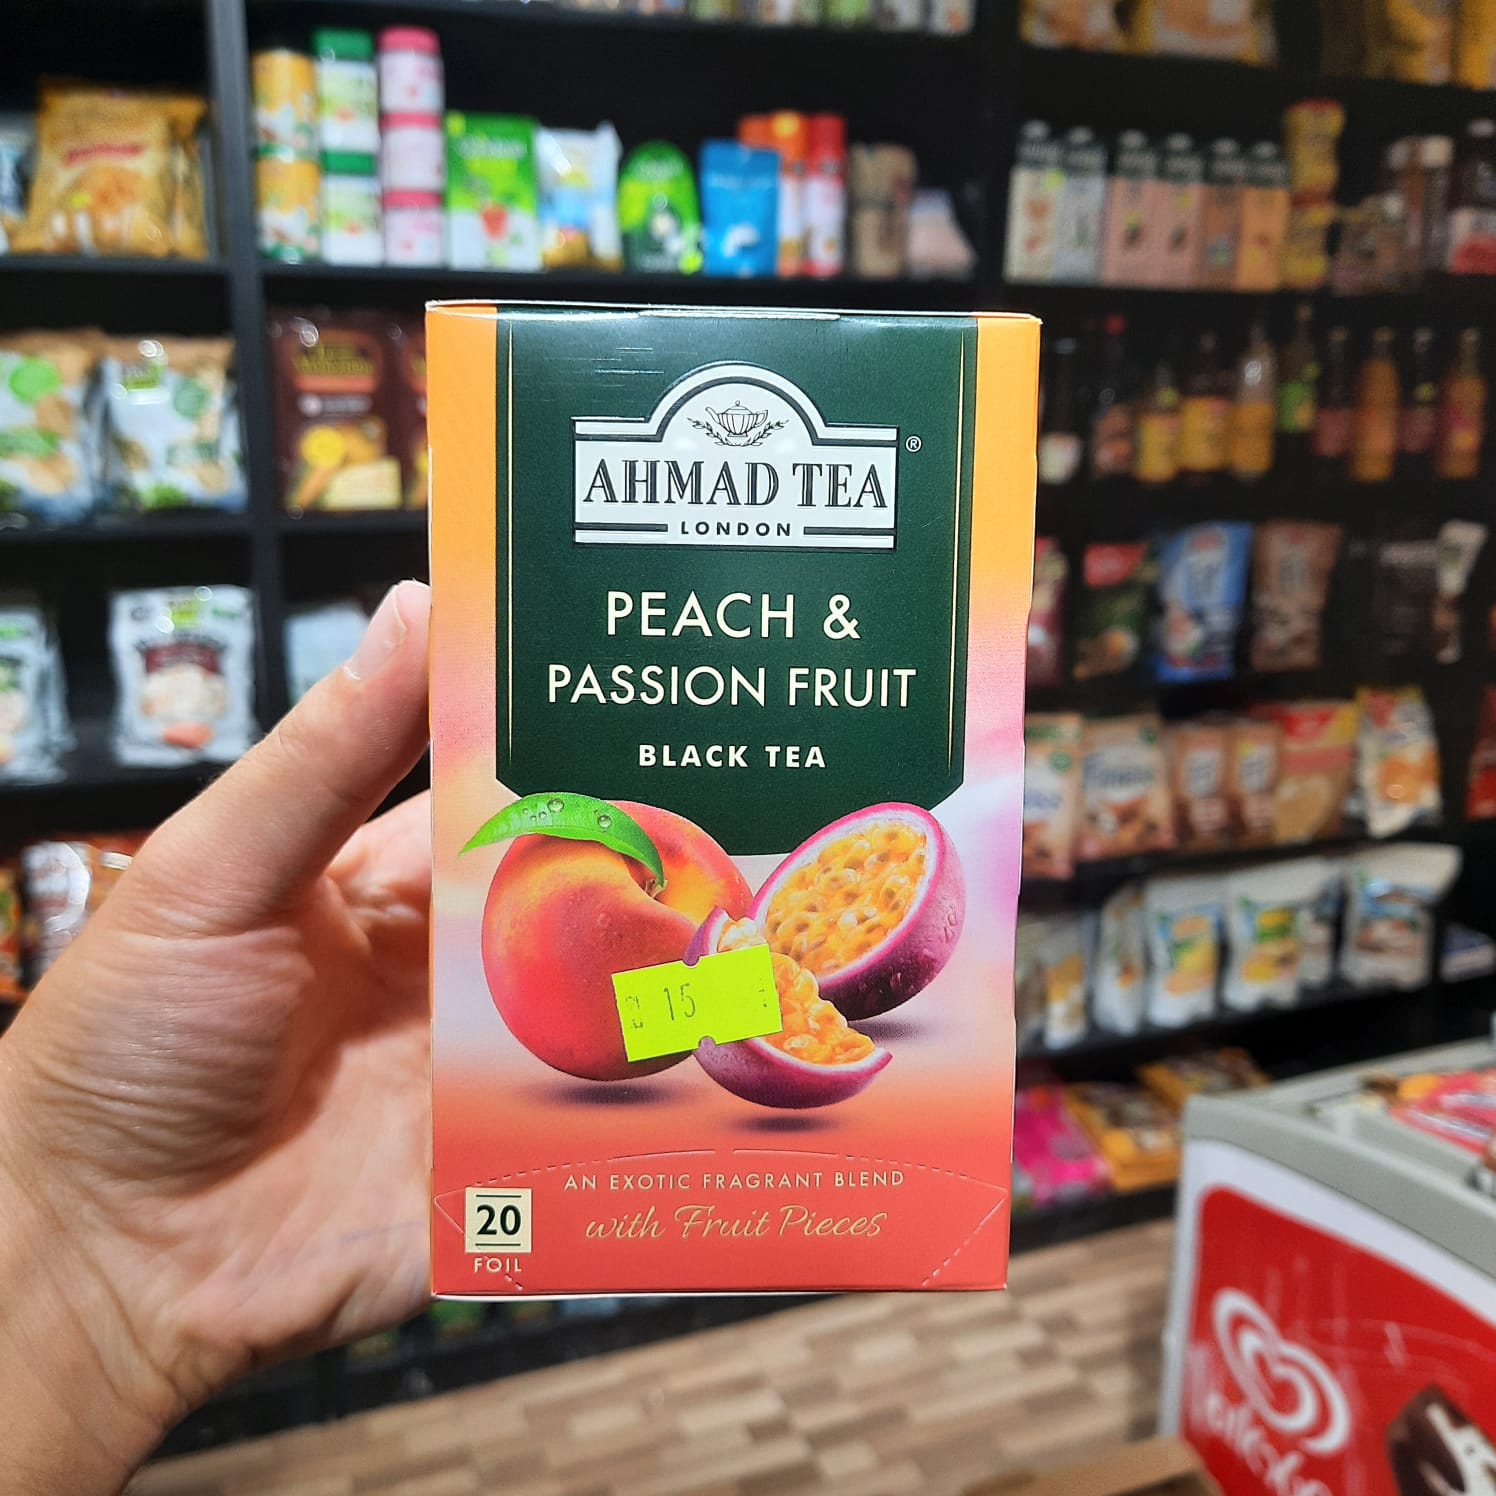 AHMAD TEA
®
LONDON
PEACH &
PASSION FRUIT
BLACK TEA
15
AN EXOTIC FRAGRANT BLEND
with Fruit Pieces
20
FOIL